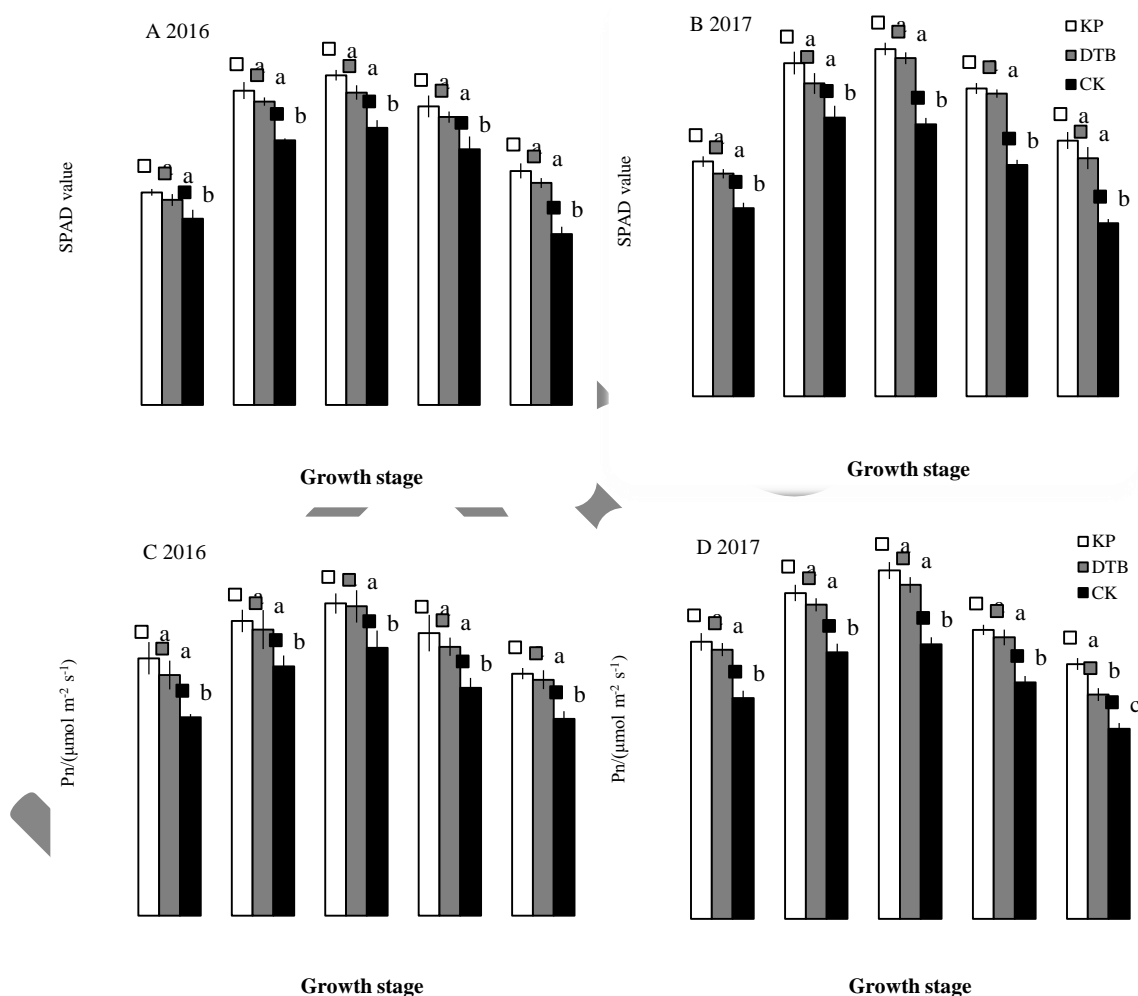 A 2016
SPAD value
a a b
a a b
a a b
a a b
a a b
Growth stage
B 2017
KP
DTB
CK
SPAD value
a a b
a a b
a a b
a a b
a a b
Growth stage
C 2016
Pn/(μmol m⁻² s⁻¹)
a a b
a a b
a a b
a a b
a a b
Growth stage
D 2017
KP
DTB
CK
Pn/(μmol m⁻² s⁻¹)
a a b
a a b
a a b
a a b
a b c
Growth stage